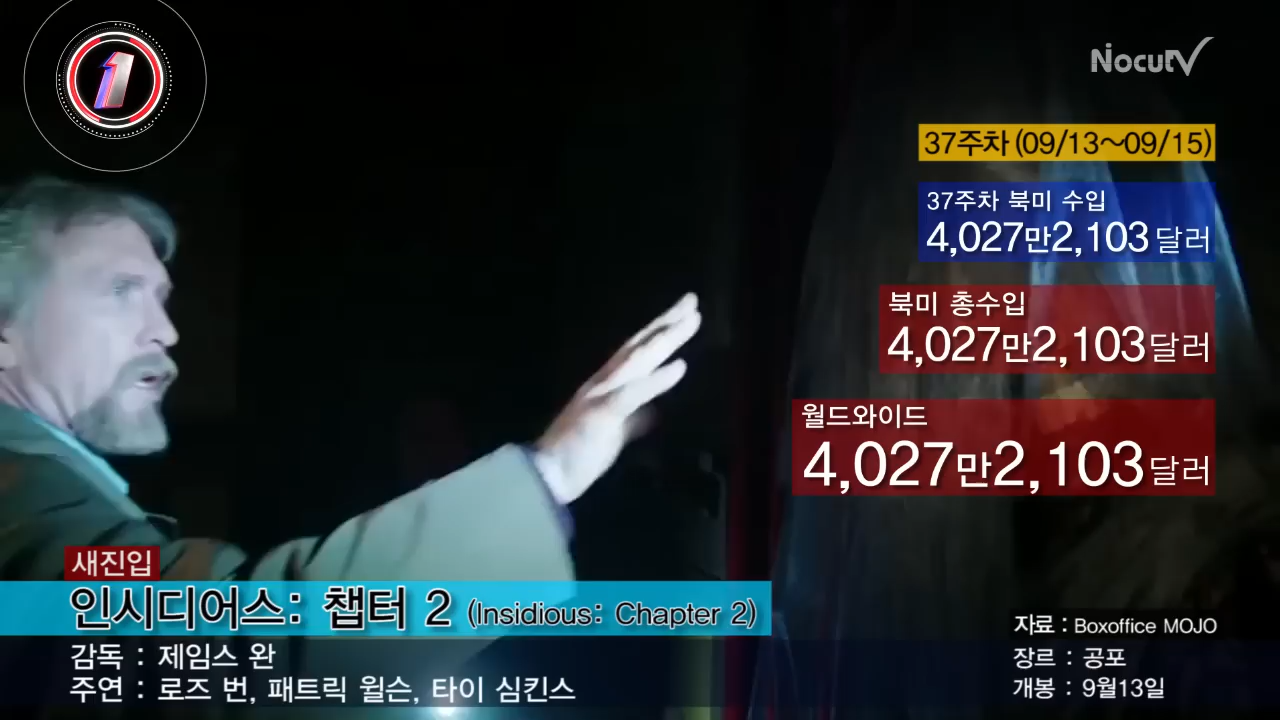 1
NocutV
37주차 (09/13~09/15)
37주차 북미 수입
4,027만2,103달러
북미 총수입
4,027만2,103달러
월드와이드
4,027만2,103달러
새진입
인시디어스: 챕터 2 (Insidious: Chapter 2)
감독 : 제임스 완
주연 : 로즈 번, 패트릭 윌슨, 타이 심킨스
자료 : Boxoffice MOJO
장르 : 공포
개봉 : 9월13일